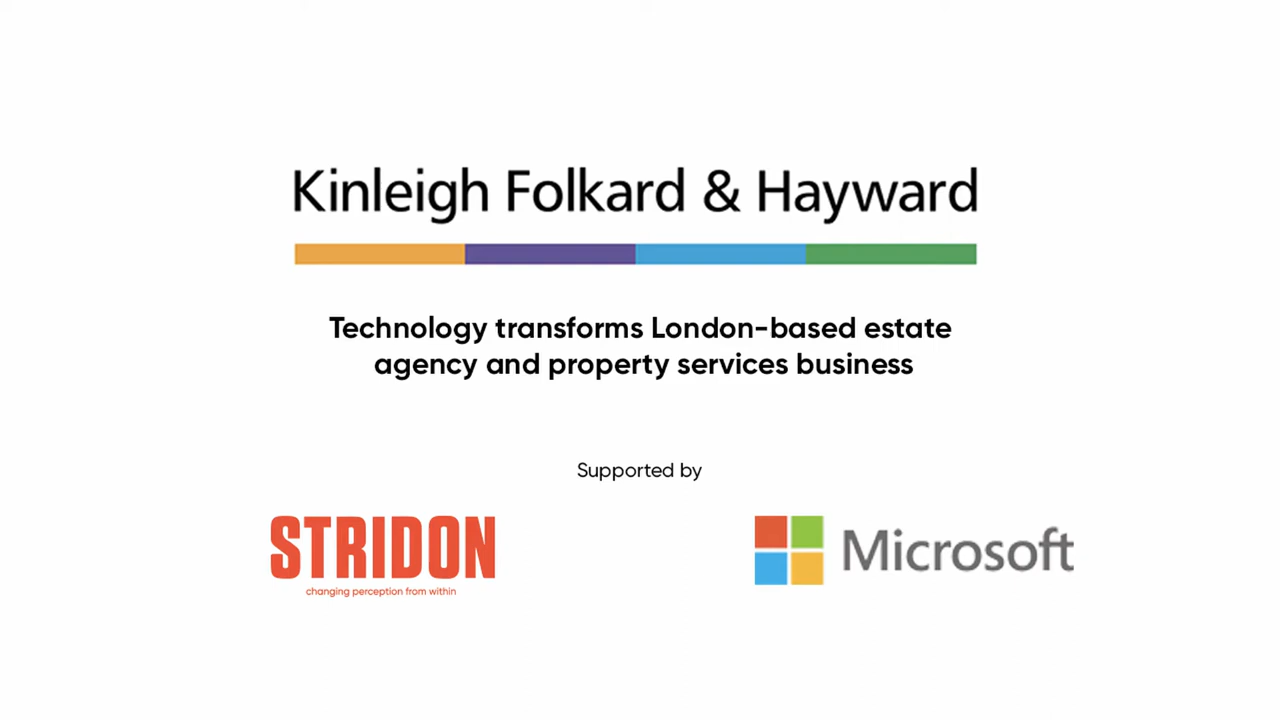 Kinleigh Folkard & Hayward
Technology transforms London-based estate
agency and property services business
Supported by
STRIDON
changing perception from within
Microsoft